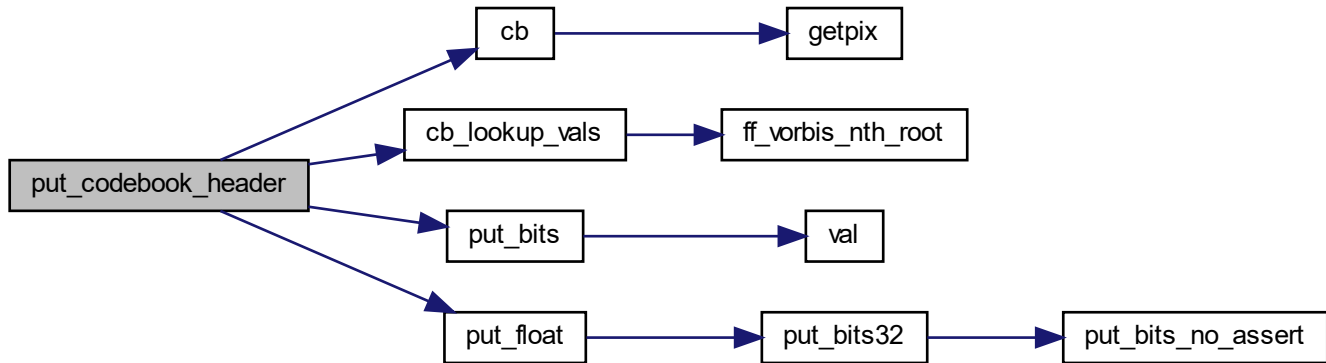 cb
getpix
cb_lookup_vals
ff_vorbis_nth_root
put_codebook_header
put_bits
val
put_float
put_bits32
put_bits_no_assert